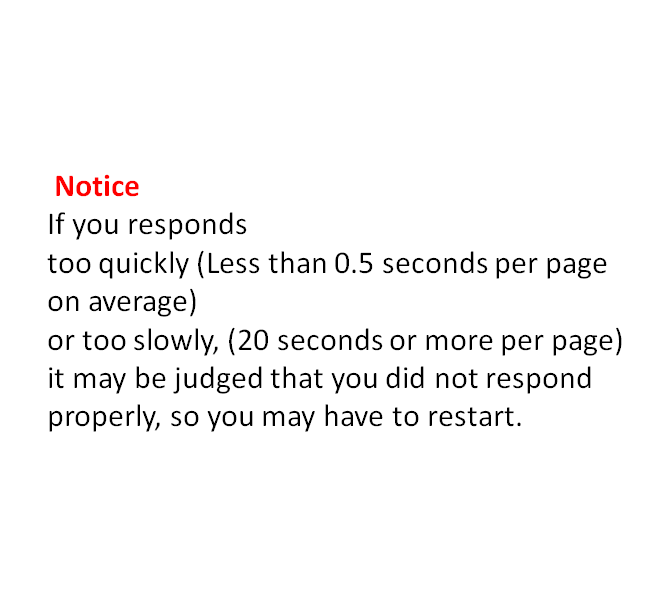 Notice
If you responds
too quickly (Less than 0.5 seconds per page
on average)
or too slowly, (20 seconds or more per page)
it may be judged that you did not respond
properly, so you may have to restart.